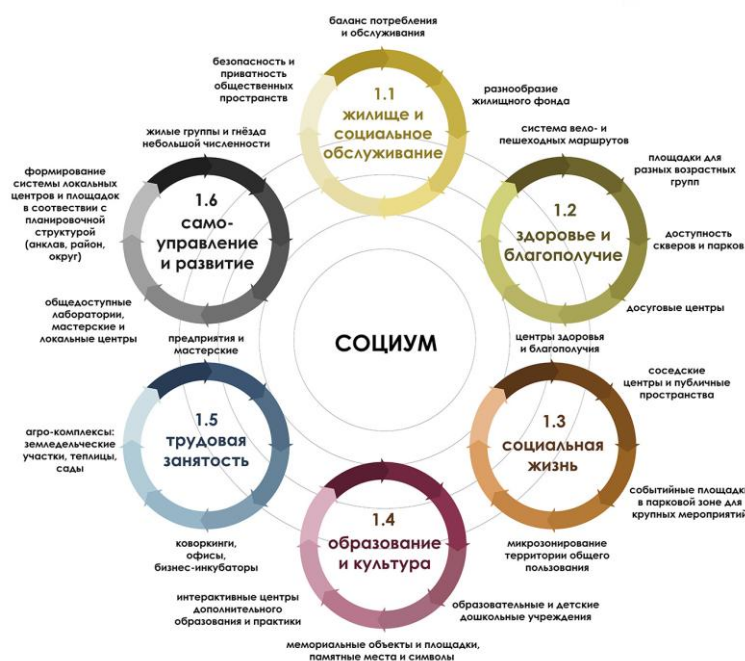 баланс потребления
и обслуживания
безопасность и
приватность
общественных
пространств
1.1
жилище и
социальное
обслуживание
разнообразие
жилищного фонда
жилые группы и гнёзда
небольшой численности
система вело- и
пешеходных маршрутов
площадки для
разных возрастных
групп
формирование
системы локальных
центров и площадок
в соотвествии с
планировочной
структурой
(анклав, район,
округ)
1.6
само-
управление
и развитие
1.2
здоровье и
благополучие
доступность
скверов и парков
общедоступные
лаборатории,
мастерские и
локальные центры
досуговые центры
предприятия и
мастерские
СОЦИУМ
центры здоровья
и благополучия
соседские
центры и публичные
пространства
агро-комплексы:
земледельческие
участки, теплицы,
сады
1.5
трудовая
занятость
1.3
социальная
жизнь
событийные площадки
в парковой зоне для
крупных мероприятий
коворкинги,
офисы,
бизнес-инкубаторы
1.4
образование
и культура
микрозонирование
территории общего
пользования
интерактивные центры
дополнительного
образования и практики
образовательные и детские
дошкольные учреждения
мемориальные объекты и площадки,
памятные места и символы